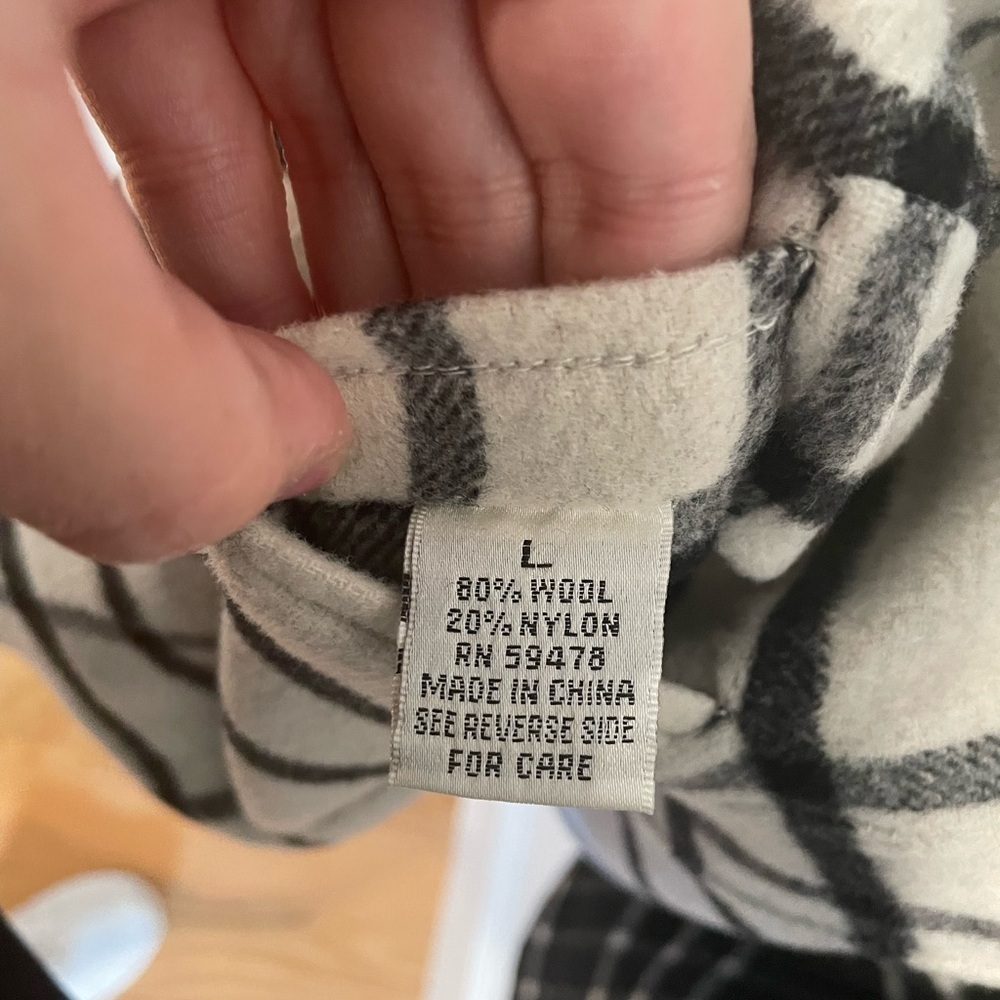 L
80% WOOL
20% NYLON
RN 59478
MADE IN CHINA
SEE REVERSE SIDE
FOR CARE